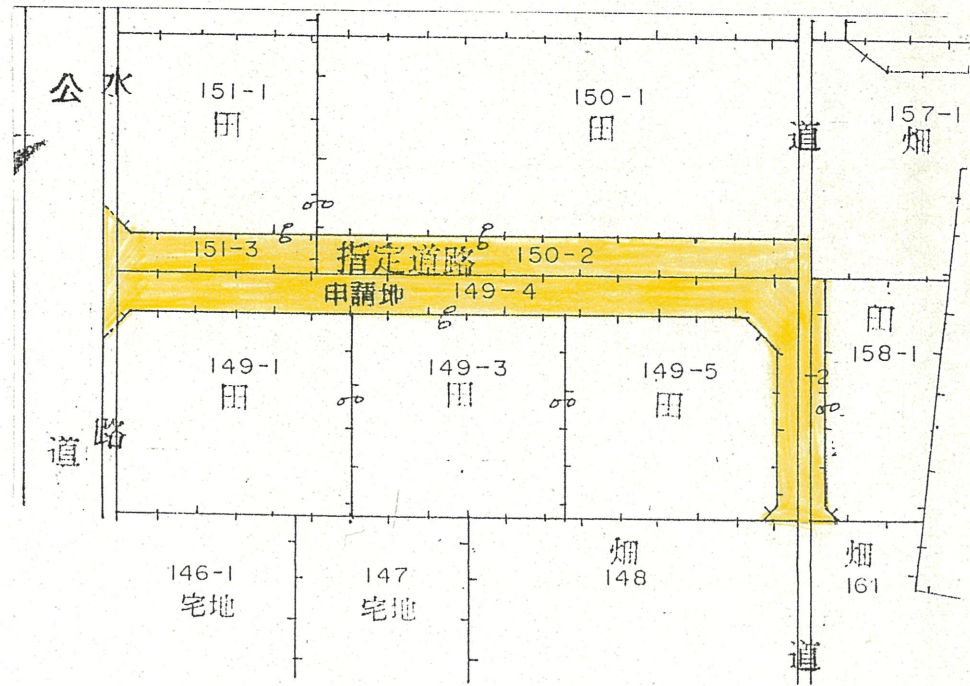 公 水
151-1
田
150-1
田
道
157-1
畑
151-3
指定道路
150-2
申請地
149-4
149-1
田
149-3
田
149-5
田
-2
田
158-1
道
路
146-1
宅地
147
宅地
畑
148
畑
161
道